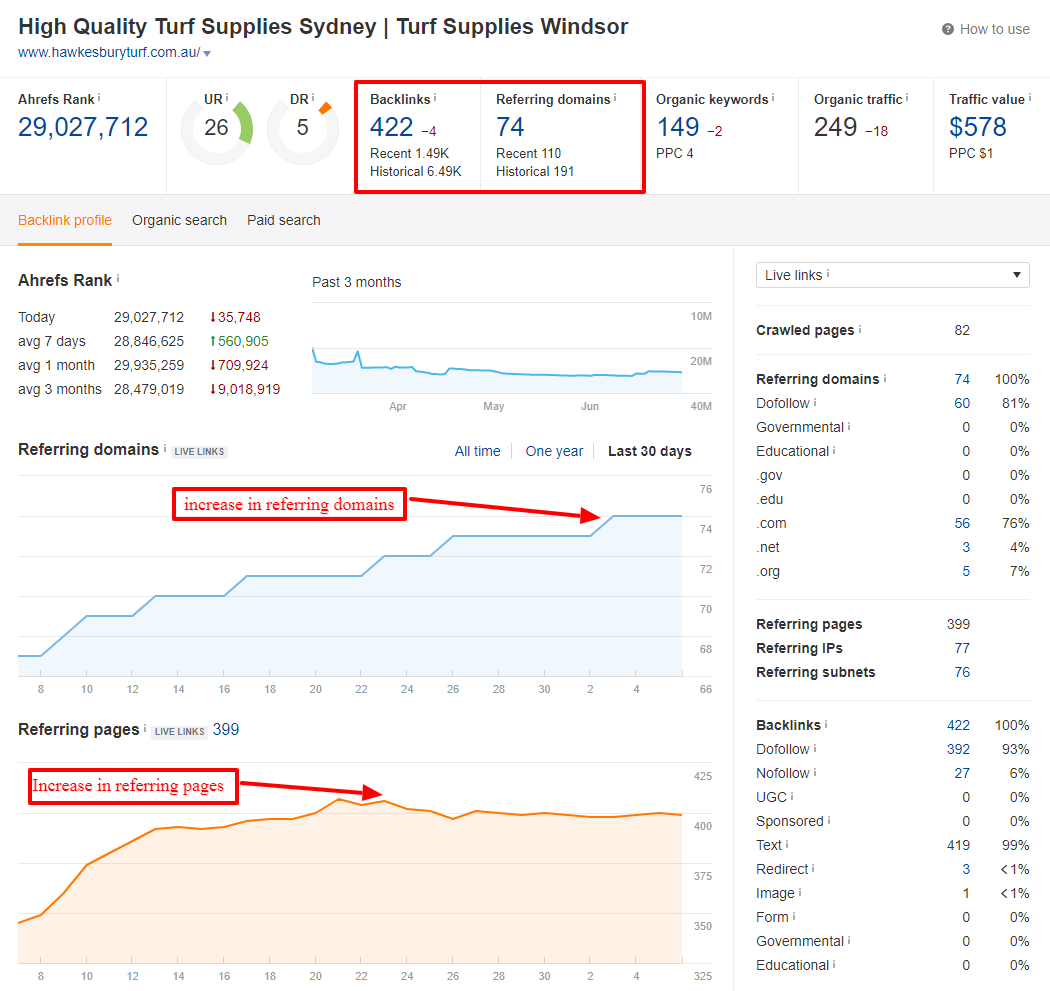 High Quality Turf Supplies Sydney | Turf Supplies Windsor
? How to use
www.hawkesburyturf.com.au/
Ahrefs Rank i
29,027,712
UR i
26
DR i
5
Backlinks i
422 –4
Recent 1.49K
Historical 6.49K
Referring domains i
74
Recent 110
Historical 191
Organic keywords i
149 –2
PPC 4
Organic traffic i
249 –18
Traffic value i
$578
PPC $1
Backlink profile Organic search Paid search
Ahrefs Rank i
Today 29,027,712 ↓35,748
avg 7 days 28,846,625 ↑560,905
avg 1 month 29,935,259 ↓709,924
avg 3 months 28,479,019 ↓9,018,919
Past 3 months
10M
20M
40M
Apr May Jun
Referring domains i LIVE LINKS
All time One year Last 30 days
increase in referring domains
76
74
72
70
68
66
8 10 12 14 16 18 20 22 24 26 28 30 2 4
Referring pages i LIVE LINKS 399
Increase in referring pages
425
400
375
350
325
8 10 12 14 16 18 20 22 24 26 28 30 2 4
Live links i
Crawled pages i 82
Referring domains i 74 100%
Dofollow i 60 81%
Governmental i 0 0%
Educational i 0 0%
.gov 0 0%
.edu 0 0%
.com 56 76%
.net 3 4%
.org 5 7%
Referring pages 399
Referring IPs 77
Referring subnets 76
Backlinks i 422 100%
Dofollow i 392 93%
Nofollow i 27 6%
UGC i 0 0%
Sponsored i 0 0%
Text i 419 99%
Redirect i 3 <1%
Image i 1 <1%
Form i 0 0%
Governmental i 0 0%
Educational i 0 0%